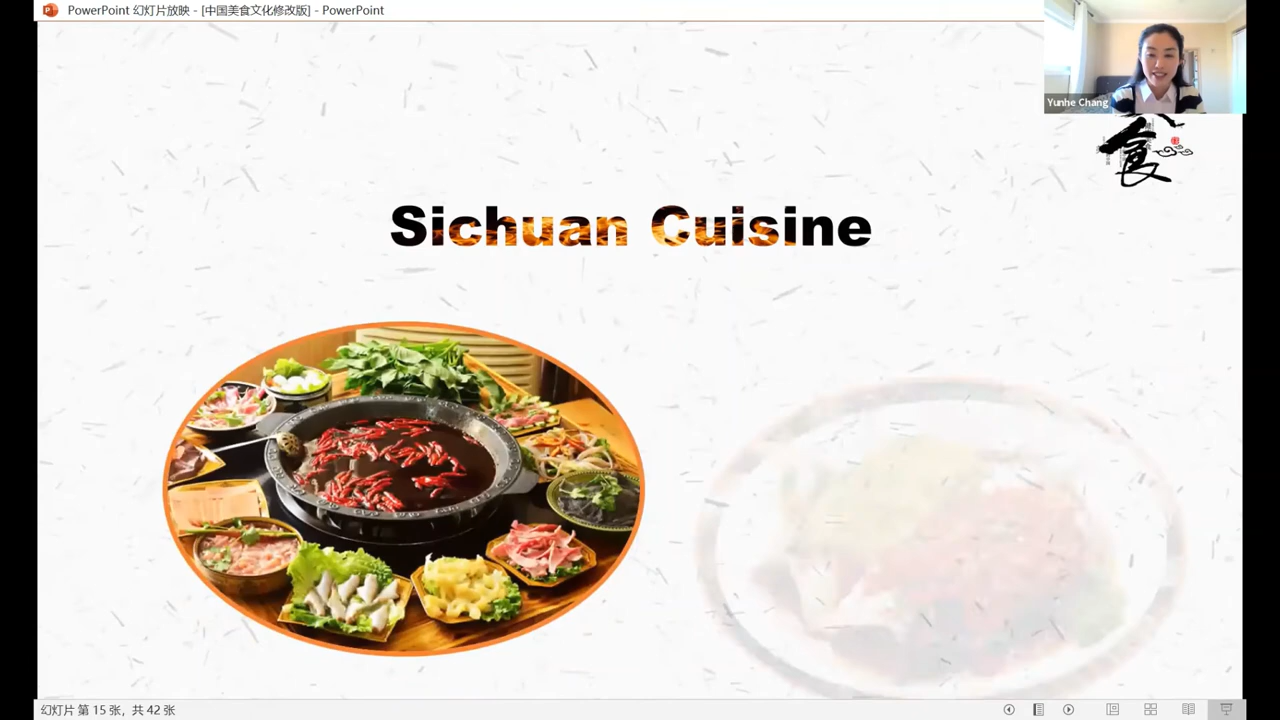 PowerPoint 幻灯片放映 - [中国美食文化修改版] - PowerPoint
Yunhe Chang
食
Sichuan Cuisine
幻灯片 第 15 张，共 42 张